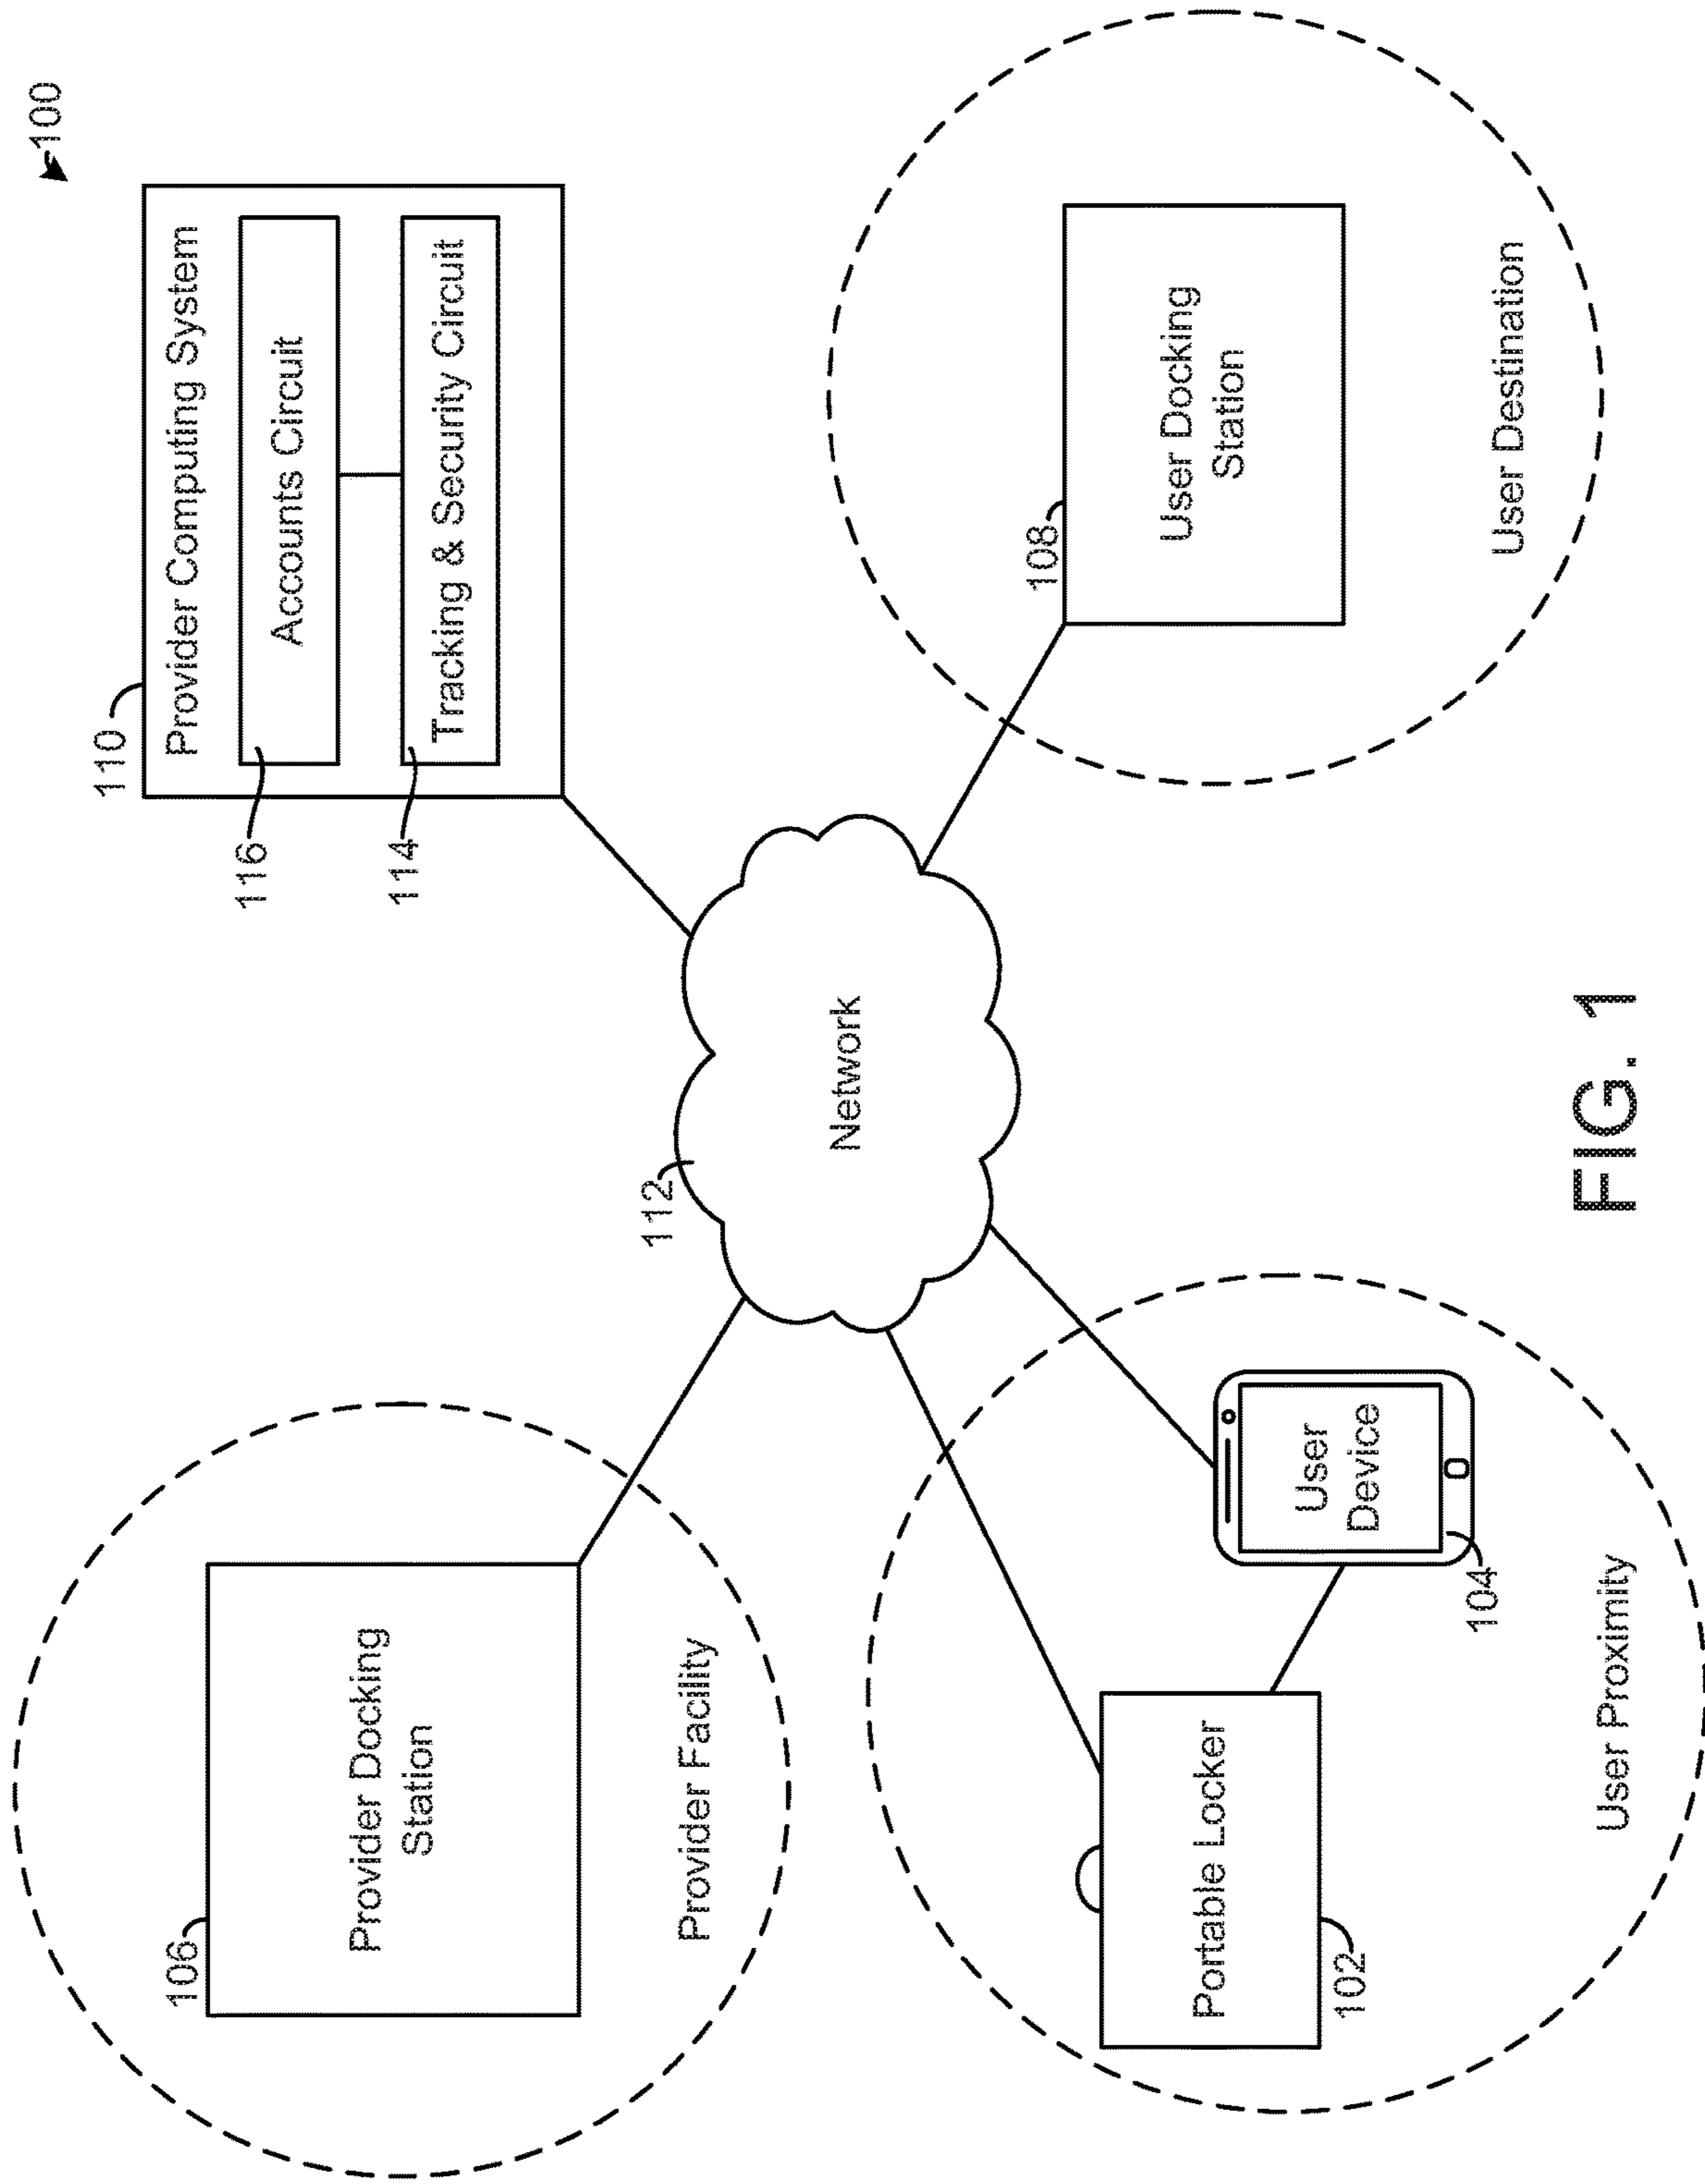 100
110
Provider Computing System
116
Accounts Circuit
114
Tracking & Security Circuit
106
Provider Docking
Station
Provider Facility
112
Network
108
User Docking
Station
User Destination
Portable Locker
102
User
Device
104
User Proximity
FIG. 1